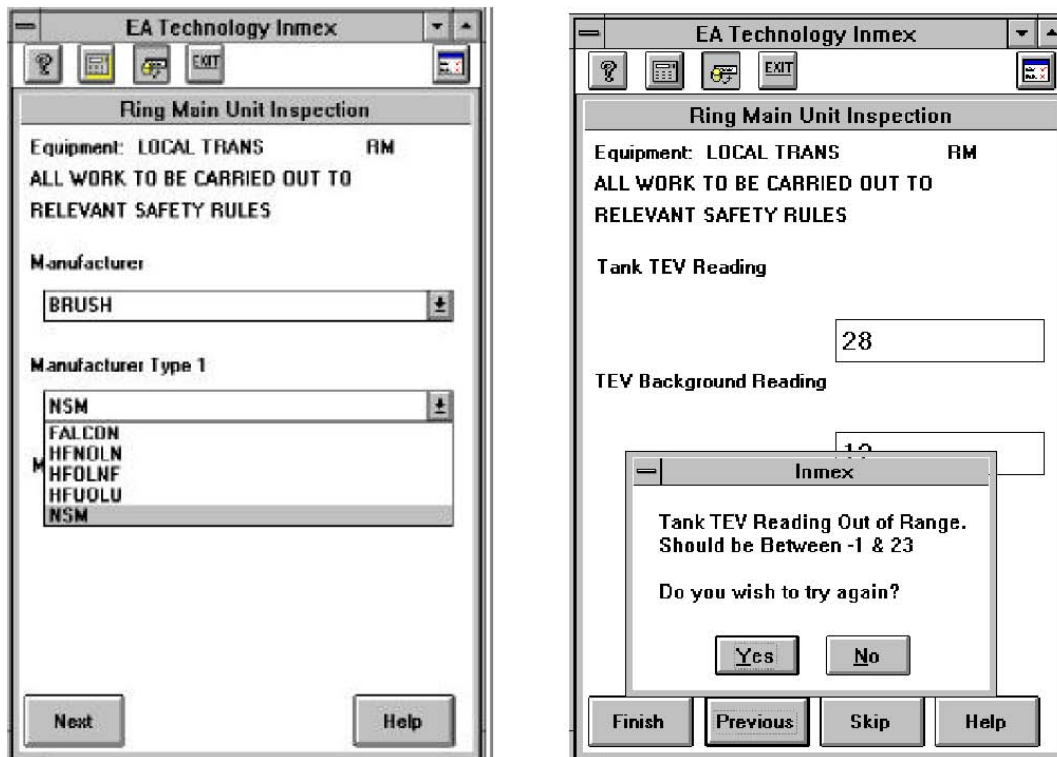 EA Technology Inmex
EXIT
Ring Main Unit Inspection
Equipment: LOCAL TRANS RM
ALL WORK TO BE CARRIED OUT TO
RELEVANT SAFETY RULES
Manufacturer
BRUSH
Manufacturer Type 1
NSM
FALCON
HFNOLN
M
HFOLNF
HFUOLU
NSM
Next
Help
EA Technology Inmex
EXIT
Ring Main Unit Inspection
Equipment: LOCAL TRANS RM
ALL WORK TO BE CARRIED OUT TO
RELEVANT SAFETY RULES
Tank TEV Reading
28
TEV Background Reading
Inmex
Tank TEV Reading Out of Range.
Should be Between -1 & 23
Do you wish to try again?
Yes
No
Finish
Previous
Skip
Help